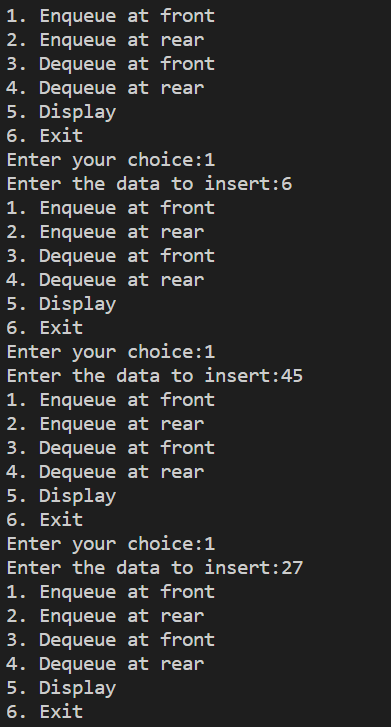 1. Enqueue at front
2. Enqueue at rear
3. Dequeue at front
4. Dequeue at rear
5. Display
6. Exit
Enter your choice:1
Enter the data to insert:6
1. Enqueue at front
2. Enqueue at rear
3. Dequeue at front
4. Dequeue at rear
5. Display
6. Exit
Enter your choice:1
Enter the data to insert:45
1. Enqueue at front
2. Enqueue at rear
3. Dequeue at front
4. Dequeue at rear
5. Display
6. Exit
Enter your choice:1
Enter the data to insert:27
1. Enqueue at front
2. Enqueue at rear
3. Dequeue at front
4. Dequeue at rear
5. Display
6. Exit